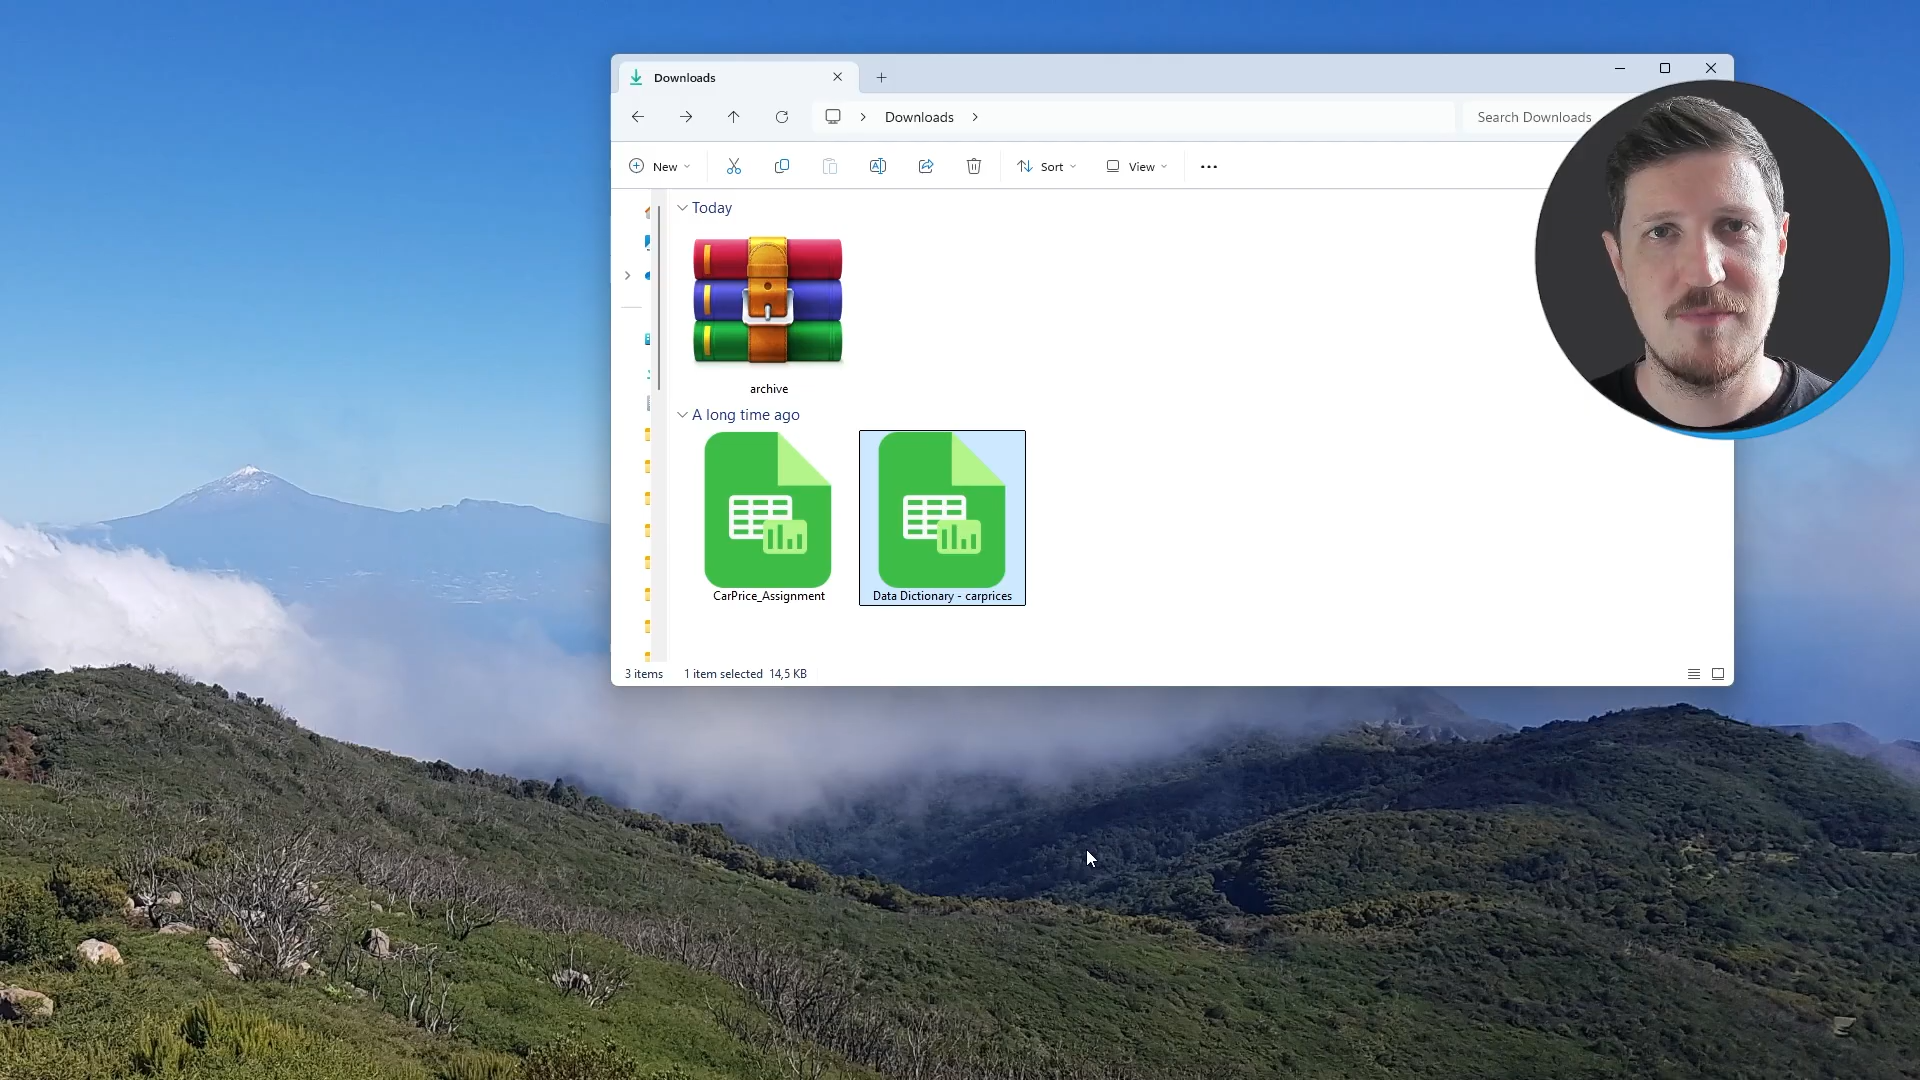 Downloads
Downloads
Search Downloads
New
Sort
View
Today
archive
A long time ago
CarPrice_Assignment
Data Dictionary - carprices
3 items
1 item selected 14,5 KB